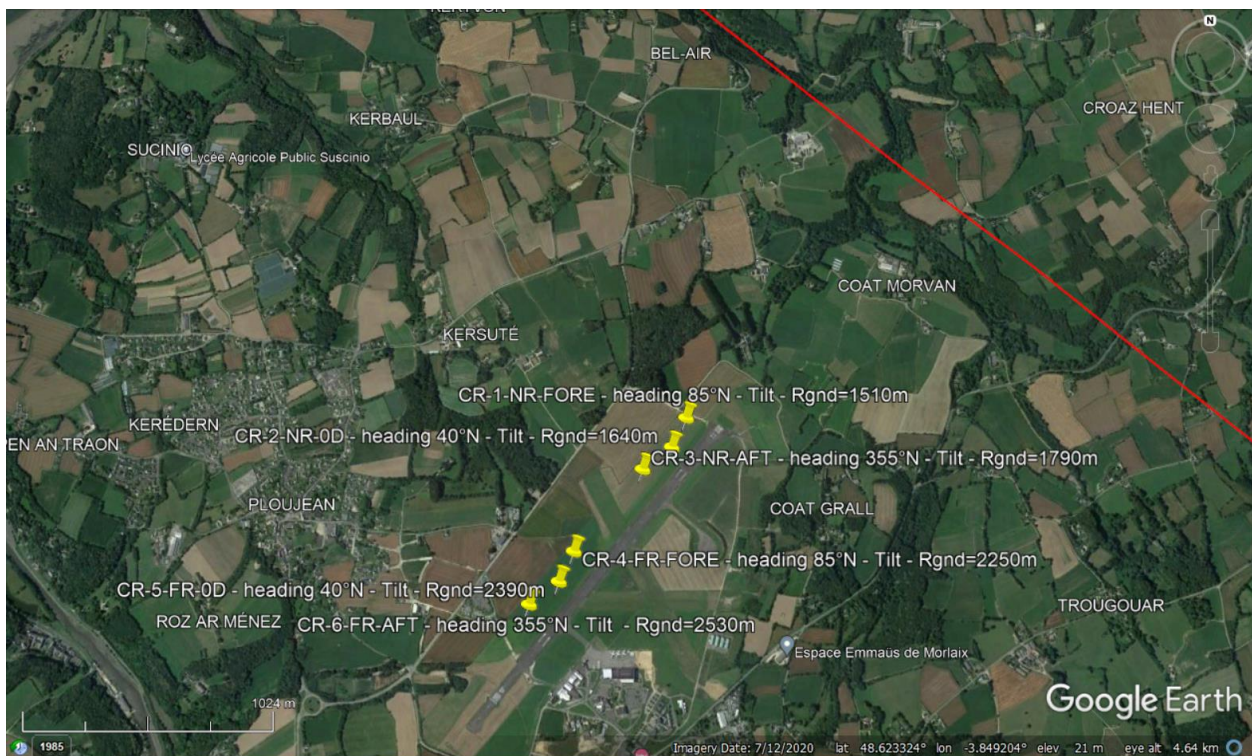 KERYVON
BEL-AIR
CROAZ HENT
KERBAUL
SUCINIO
Lycée Agricole Public Suscinio
N
COAT MORVAN
KERSUTÉ
CR-1-NR-FORE - heading 85°N - Tilt - Rgnd=1510m
KEREDERN
CR-2-NR-0D - heading 40°N - Tilt - Rgnd=1640m
PEN AN TRAON
CR-3-NR-AFT - heading 355°N - Tilt - Rgnd=1790m
PLOUJEAN
COAT GRALL
CR-4-FR-FORE - heading 85°N - Tilt - Rgnd=2250m
CR-5-FR-0D - heading 40°N - Tilt - Rgnd=2390m
TROUGOUAR
ROZ AR MÉNEZ
CR-6-FR-AFT - heading 355°N - Tilt - Rgnd=2530m
Espace Emmaüs de Morlaix
Google Earth
1024 m
1985
Imagery Date: 7/12/2020 lat 48.623324° lon -3.849204° elev 21 m eye alt 4.64 km